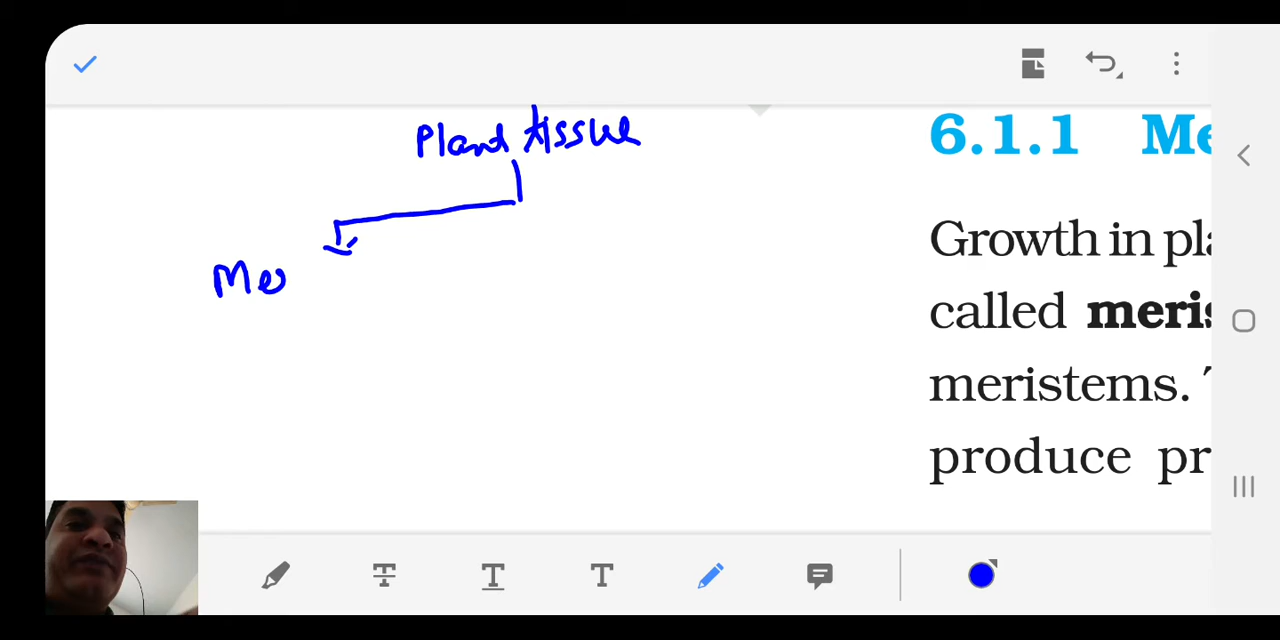 Plant tissue
Me
6.1.1 Me
Growth in pla
called meris
meristems. T
produce pr